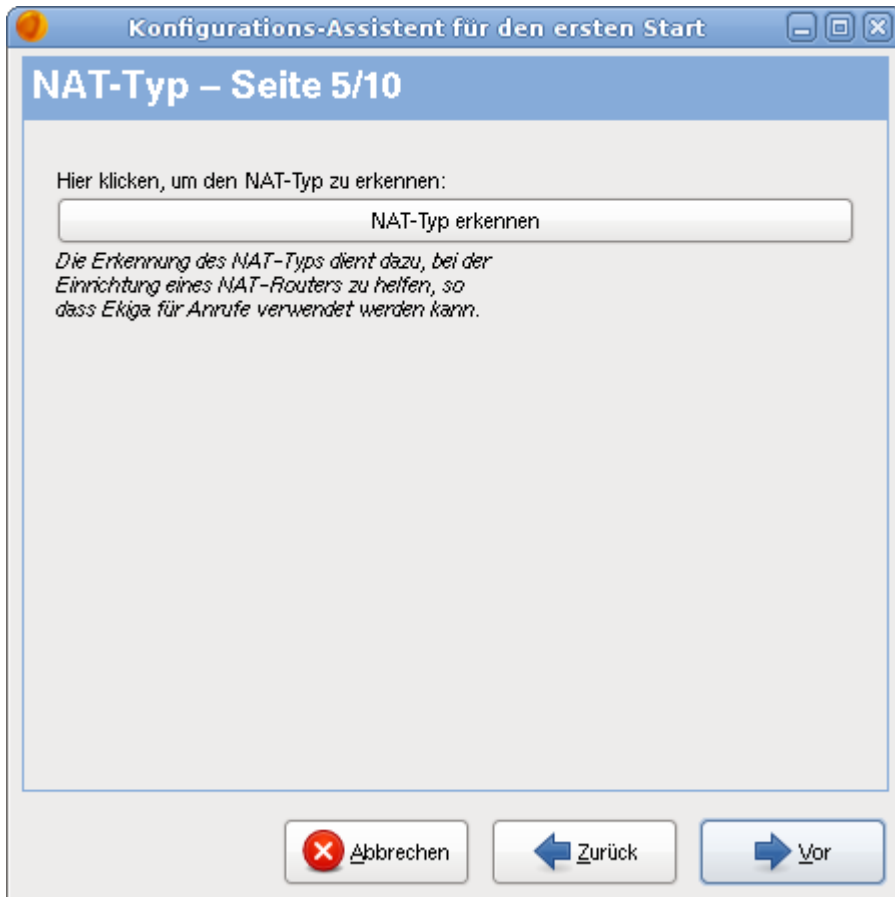 Konfigurations-Assistent für den ersten Start
NAT-Typ – Seite 5/10
Hier klicken, um den NAT-Typ zu erkennen:
NAT-Typ erkennen
Die Erkennung des NAT-Typs dient dazu, bei der
Einrichtung eines NAT-Routers zu helfen, so
dass Ekiga für Anrufe verwendet werden kann.
Abbrechen
Zurück
Vor